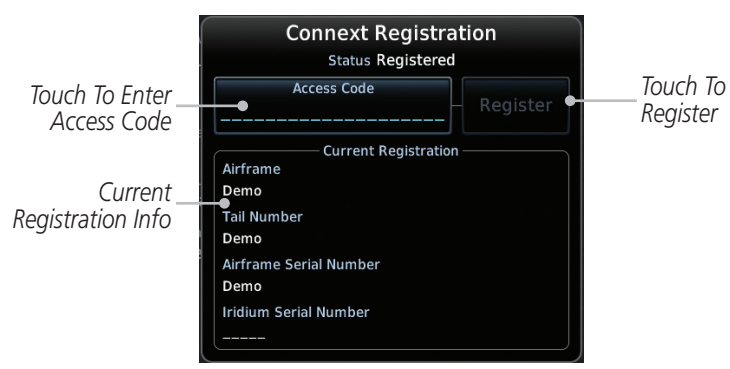 Connext Registration
Status Registered
Touch To Enter
Access Code
Access Code
___________________
Register
Touch To
Register
Current Registration
Current
Registration Info
Airframe
Demo
Tail Number
Demo
Airframe Serial Number
Demo
Iridium Serial Number
_____